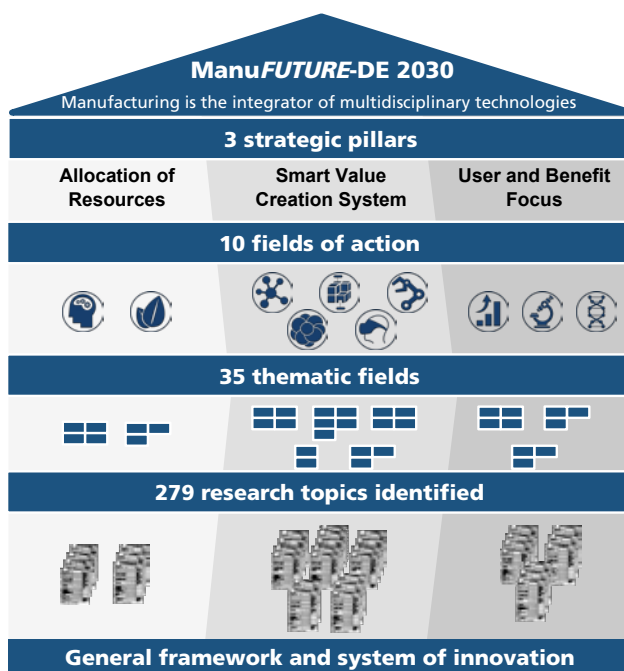 ManuFUTURE-DE 2030
Manufacturing is the integrator of multidisciplinary technologies
3 strategic pillars
Allocation of
Resources
Smart Value
Creation System
User and Benefit
Focus
10 fields of action
35 thematic fields
279 research topics identified
General framework and system of innovation